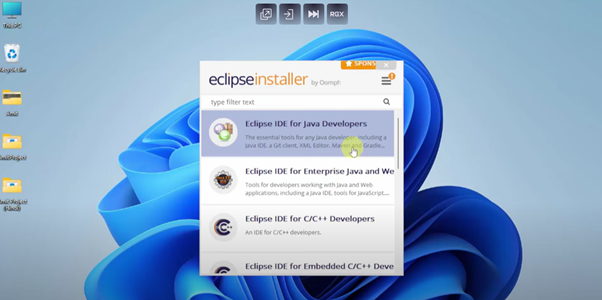 RGX
This PC
Recycle Bin
SPONS
eclipseinstaller by Oomph
type filter text
Eclipse IDE for Java Developers
The essential tools for any Java developer, including a
Java IDE, a Git client, XML Editor, Maven and Gradle...
Eclipse IDE for Enterprise Java and We
Tools for developers working with Java and Web
applications, including a Java IDE, tools for JavaScript,...
Eclipse IDE for C/C++ Developers
An IDE for C/C++ developers.
Eclipse IDE for Embedded C/C++ Deve